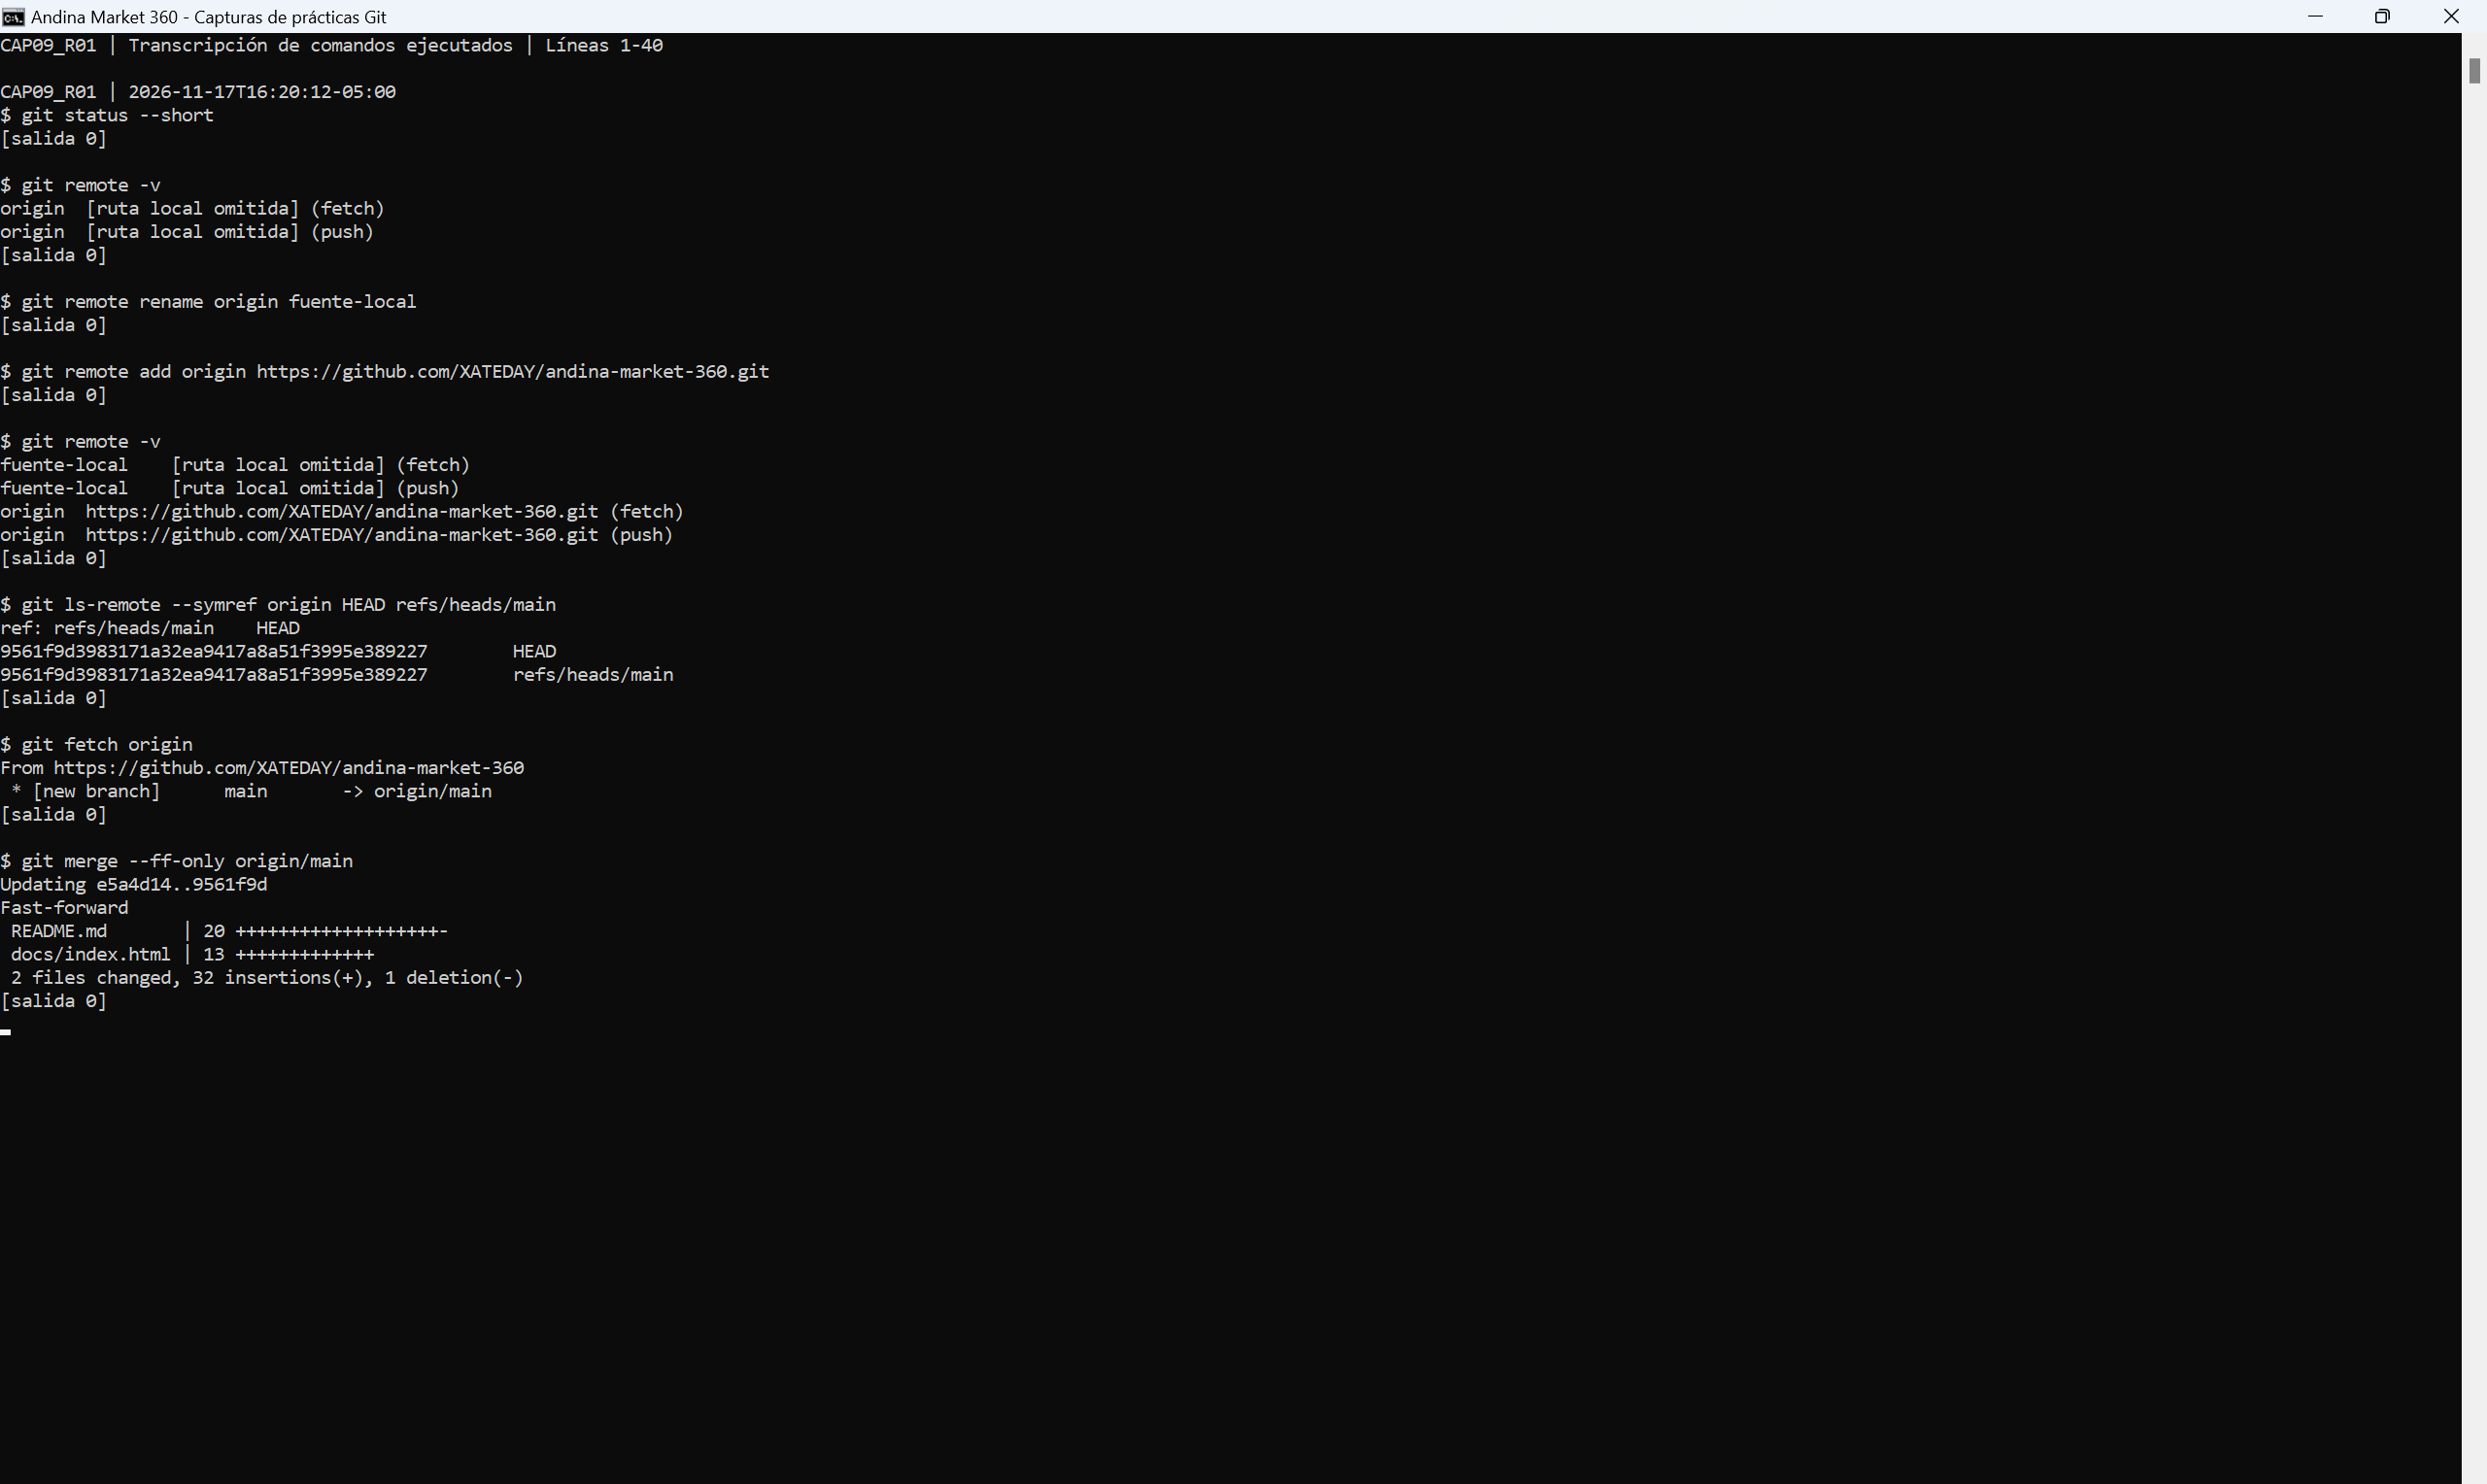 Andina Market 360 - Capturas de prácticas Git
CAP09_R01 | Transcripción de comandos ejecutados | Líneas 1-40
CAP09_R01 | 2026-11-17T16:20:12-05:00
$ git status --short
[salida 0]
$ git remote -v
origin  [ruta local omitida] (fetch)
origin  [ruta local omitida] (push)
[salida 0]
$ git remote rename origin fuente-local
[salida 0]
$ git remote add origin https://github.com/XATEDAY/andina-market-360.git
[salida 0]
$ git remote -v
fuente-local    [ruta local omitida] (fetch)
fuente-local    [ruta local omitida] (push)
origin  https://github.com/XATEDAY/andina-market-360.git (fetch)
origin  https://github.com/XATEDAY/andina-market-360.git (push)
[salida 0]
$ git ls-remote --symref origin HEAD refs/heads/main
ref: refs/heads/main    HEAD
9561f9d3983171a32ea9417a8a51f3995e389227        HEAD
9561f9d3983171a32ea9417a8a51f3995e389227        refs/heads/main
[salida 0]
$ git fetch origin
From https://github.com/XATEDAY/andina-market-360
 * [new branch]      main       -> origin/main
[salida 0]
$ git merge --ff-only origin/main
Updating e5a4d14..9561f9d
Fast-forward
 README.md       | 20 +++++++++++++++++++-
 docs/index.html | 13 +++++++++++++
 2 files changed, 32 insertions(+), 1 deletion(-)
[salida 0]